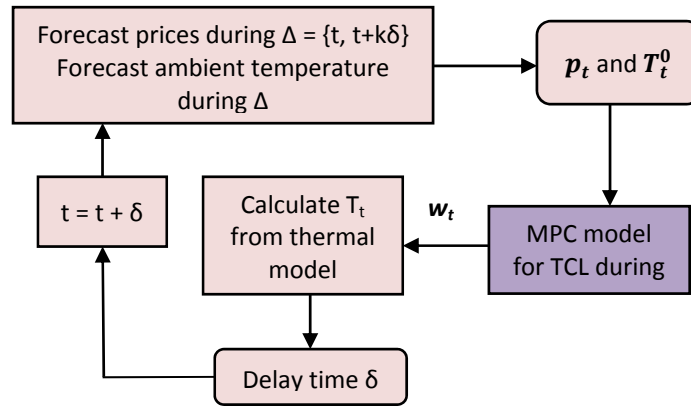 Forecast prices during Δ = {t, t+kδ}
Forecast ambient temperature
during Δ
p_t and T_t^0
t = t + δ
Calculate T_t
from thermal
model
w_t
MPC model
for TCL during
Delay time δ